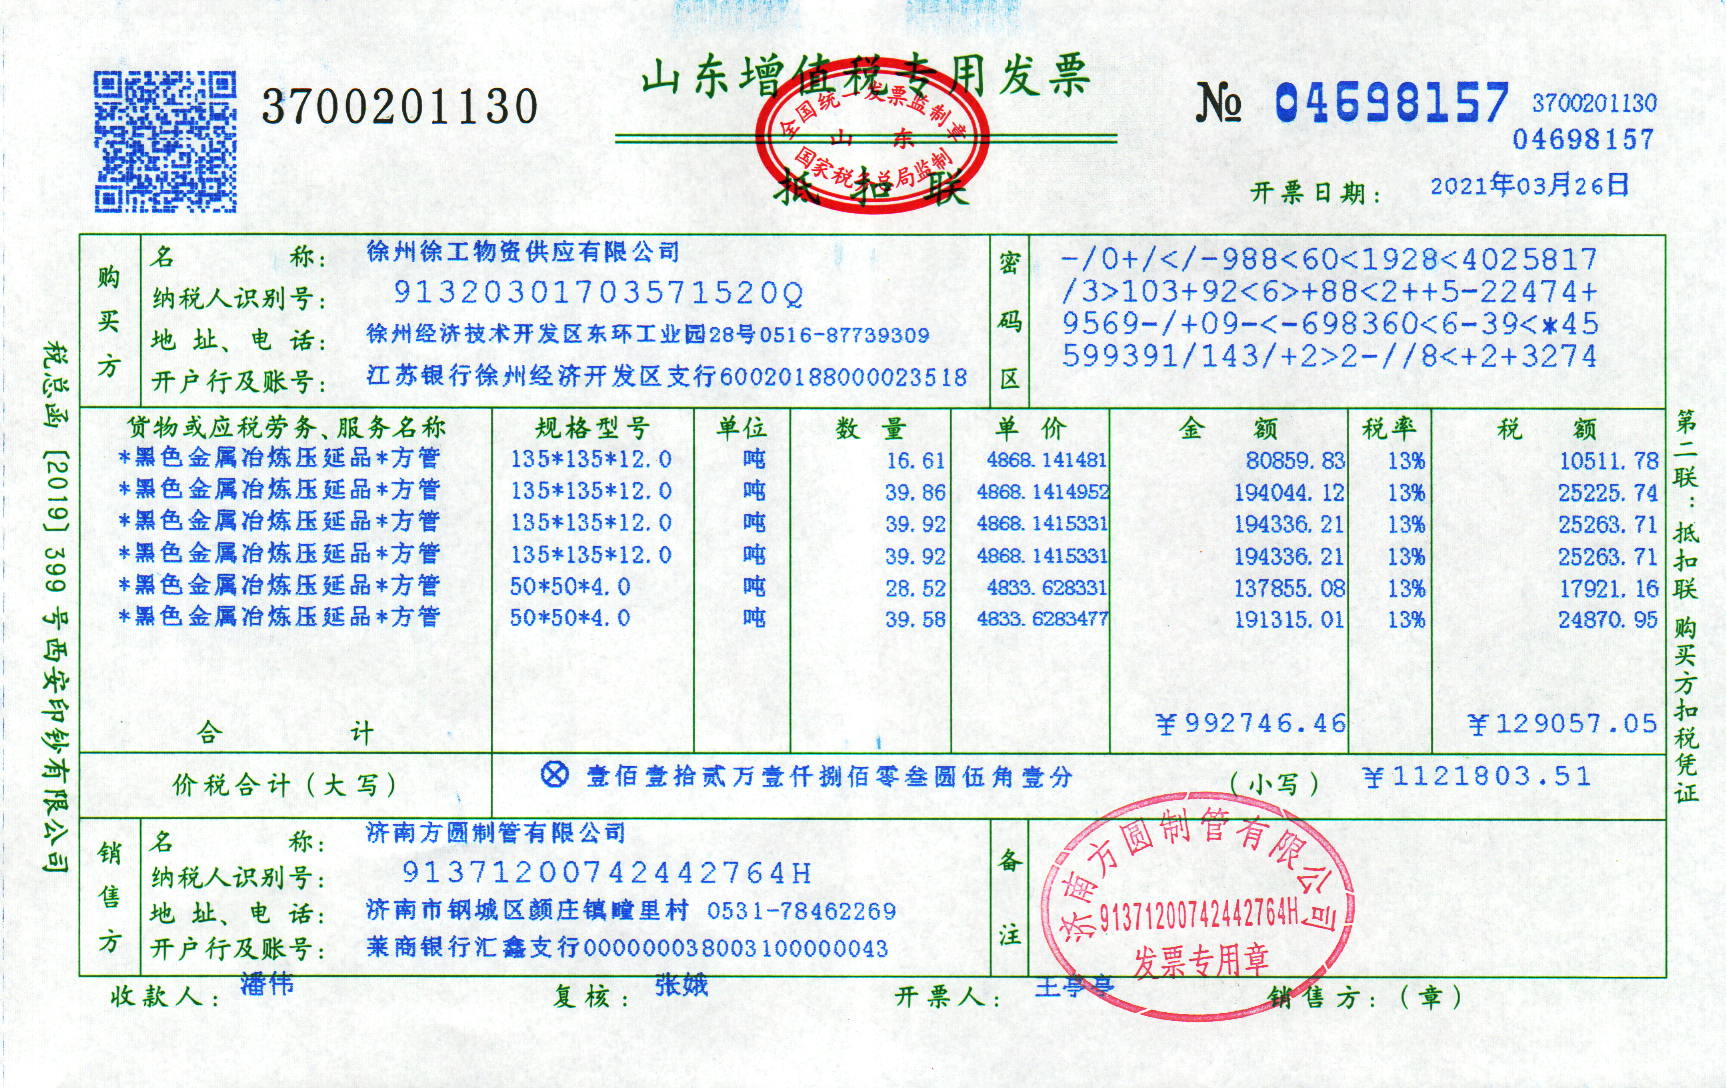 山东增值税专用发票
3700201130
№ 04698157 3700201130
04698157
全国统一发票监制章
山东
国家税务总局监制
抵扣联
开票日期: 2021年03月26日
税总函〔2019〕399号西安印钞有限公司
购买方
名称: 徐州徐工物资供应有限公司
纳税人识别号: 91320301703571520Q
地址、电话: 徐州经济技术开发区东环工业园28号0516-87739309
开户行及账号: 江苏银行徐州经济开发区支行60020188000023518
密码区
-/0+/</-988<60<1928<4025817
/3>103+92<6>+88<2++5-22474+
9569-/+09-<-698360<6-39<*45
599391/143/+2>2-//8<+2+3274
货物或应税劳务、服务名称 规格型号 单位 数量 单价 金额 税率 税额
*黑色金属冶炼压延品*方管 135*135*12.0 吨 16.61 4868.141481 80859.83 13% 10511.78
*黑色金属冶炼压延品*方管 135*135*12.0 吨 39.86 4868.1414952 194044.12 13% 25225.74
*黑色金属冶炼压延品*方管 135*135*12.0 吨 39.92 4868.1415331 194336.21 13% 25263.71
*黑色金属冶炼压延品*方管 135*135*12.0 吨 39.92 4868.1415331 194336.21 13% 25263.71
*黑色金属冶炼压延品*方管 50*50*4.0 吨 28.52 4833.628331 137855.08 13% 17921.16
*黑色金属冶炼压延品*方管 50*50*4.0 吨 39.58 4833.6283477 191315.01 13% 24870.95
合计 ¥992746.46 ¥129057.05
价税合计(大写) ⊗壹佰壹拾贰万壹仟捌佰零叁圆伍角壹分 (小写) ¥1121803.51
第二联:抵扣联 购买方扣税凭证
销售方
名称: 济南方圆制管有限公司
纳税人识别号: 91371200742442764H
地址、电话: 济南市钢城区颜庄镇疃里村 0531-78462269
开户行及账号: 莱商银行汇鑫支行000000038003100000043
备注
济南方圆制管有限公司
91371200742442764H
发票专用章
收款人: 潘伟 复核: 张娥 开票人: 王亭亭 销售方:(章)